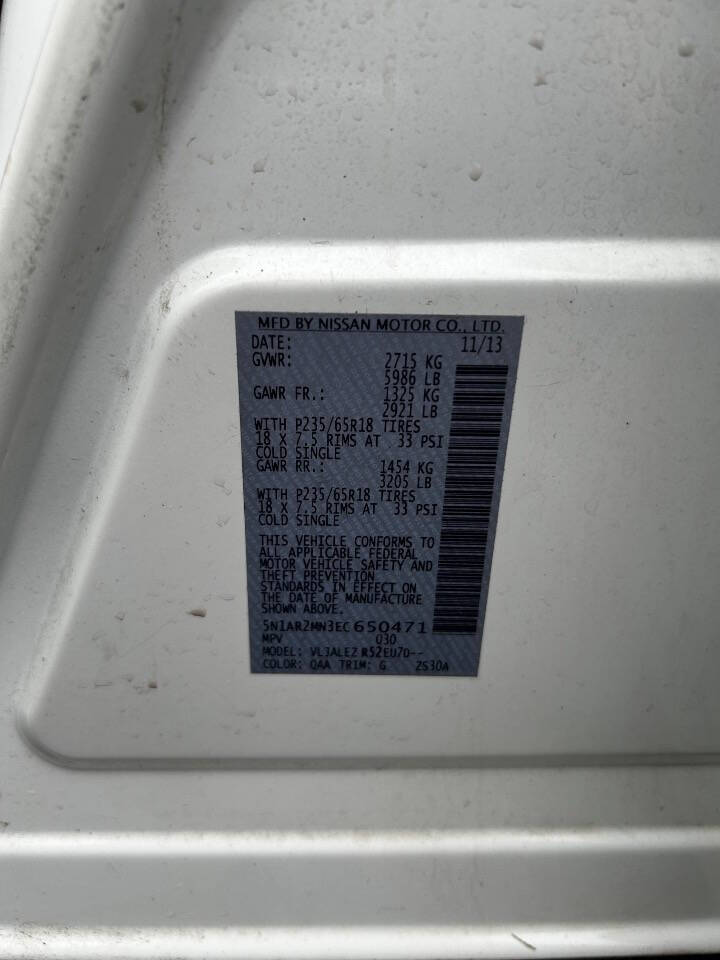 MFD BY NISSAN MOTOR CO., LTD.
DATE: 11/13
GVWR: 2715 KG
5986 LB
GAWR FR.: 1325 KG
2921 LB
WITH P235/65R18 TIRES
18 X 7.5 RIMS AT 33 PSI
COLD SINGLE
GAWR RR.: 1454 KG
3205 LB
WITH P235/65R18 TIRES
18 X 7.5 RIMS AT 33 PSI
COLD SINGLE
THIS VEHICLE CONFORMS TO
ALL APPLICABLE FEDERAL
MOTOR VEHICLE SAFETY AND
THEFT PREVENTION
STANDARDS IN EFFECT ON
THE DATE OF MANUFACTURE
SHOWN ABOVE.
5N1AR2MN3EC650471
MPV 030
MODEL: VL3ALEZ R52EU7D--
COLOR: QAA TRIM: G ZS30A